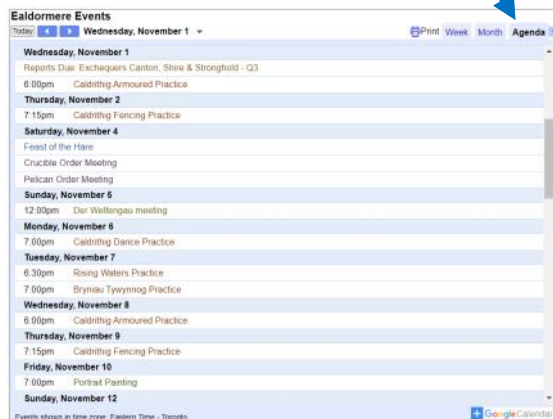 Ealdormere Events
Today Wednesday, November 1 Print Week Month Agenda
Wednesday, November 1
Reports Due: Exchequers Canton, Shire & Stronghold - Q3
6:00pm Caldrithig Armoured Practice
Thursday, November 2
7:15pm Caldrithig Fencing Practice
Saturday, November 4
Feast of the Hare
Crucible Order Meeting
Pelican Order Meeting
Sunday, November 5
12:00pm Der Welfengau meeting
Monday, November 6
7:00pm Caldrithig Dance Practice
Tuesday, November 7
6:30pm Rising Waters Practice
7:00pm Bryniau Tywynnog Practice
Wednesday, November 8
6:00pm Caldrithig Armoured Practice
Thursday, November 9
7:15pm Caldrithig Fencing Practice
Friday, November 10
7:00pm Portrait Painting
Sunday, November 12
Events shown in time zone: Eastern Time - Toronto
Google Calendar